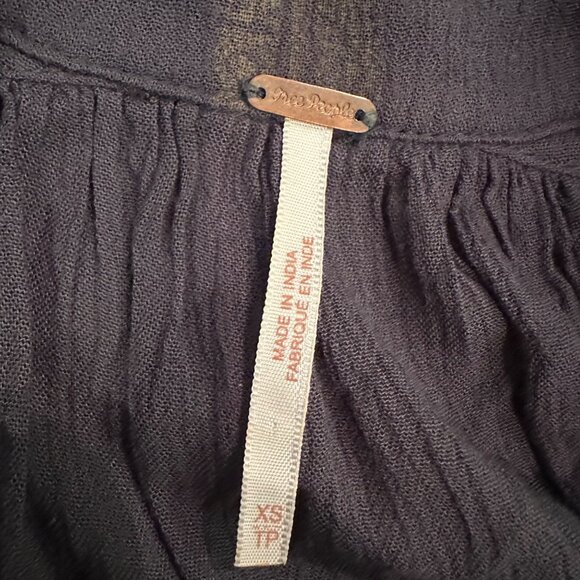 free People
MADE IN INDIA
FABRIQUÉ EN INDE
XS
TP